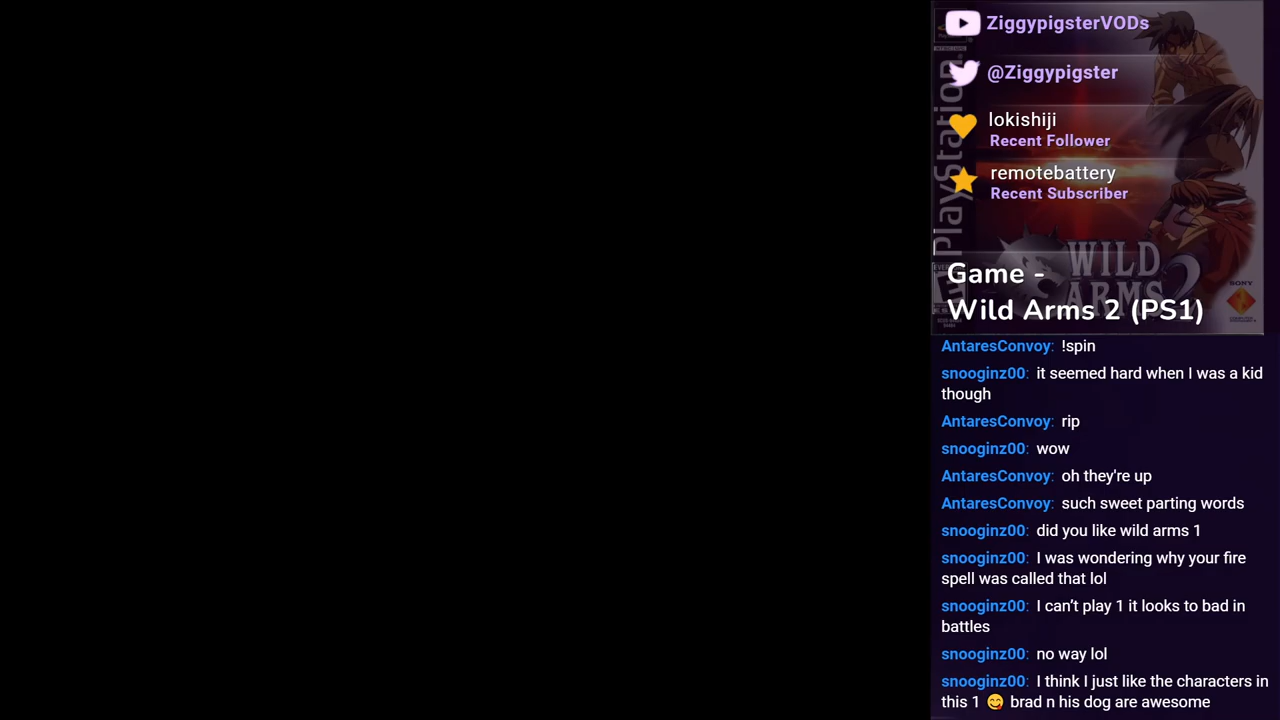 ZiggypigsterVODs
@Ziggypigster
lokishiji
Recent Follower
remotebattery
Recent Subscriber
PlayStation
WILD
ARMS 2
SONY
Game -
Wild Arms 2 (PS1)
AntaresConvoy: !spin
snooginz00: it seemed hard when I was a kid
though
AntaresConvoy: rip
snooginz00: wow
AntaresConvoy: oh they're up
AntaresConvoy: such sweet parting words
snooginz00: did you like wild arms 1
snooginz00: I was wondering why your fire
spell was called that lol
snooginz00: I can't play 1 it looks to bad in
battles
snooginz00: no way lol
snooginz00: I think I just like the characters in
this 1 😋 brad n his dog are awesome